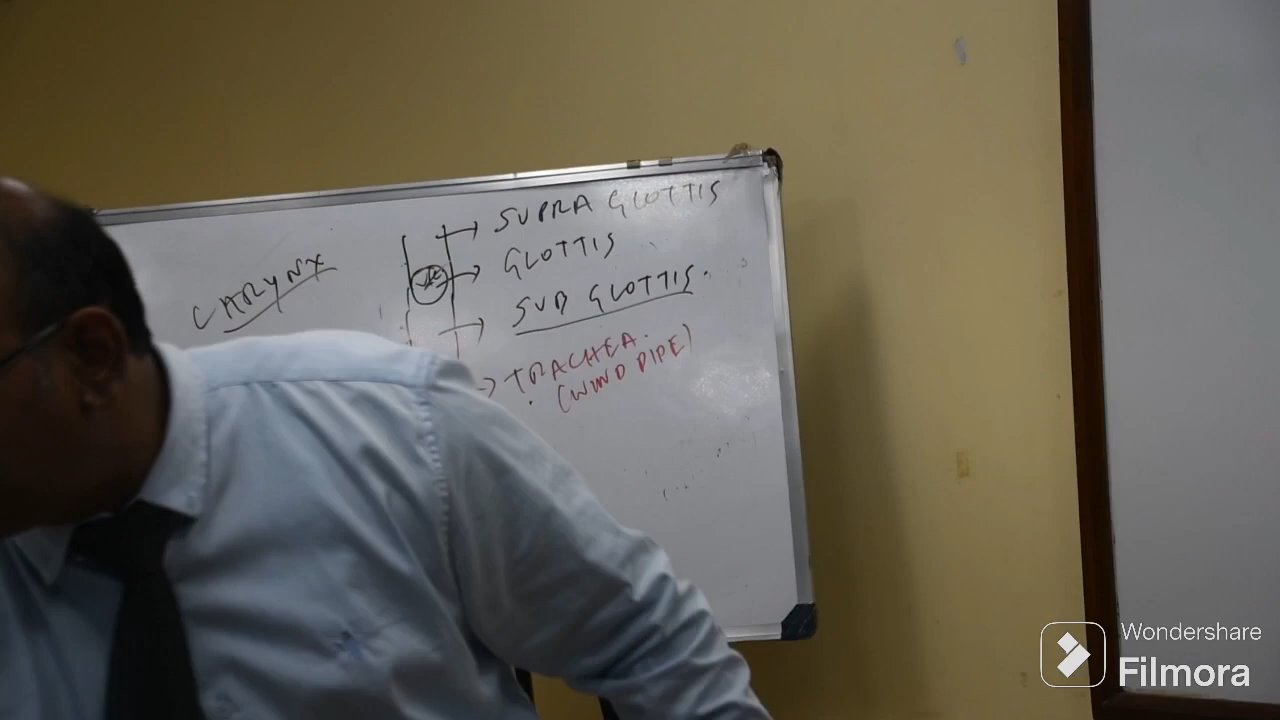 LARYNX
SUPRA GLOTTIS
GLOTTIS
SUB GLOTTIS.
TRACHEA.
(WIND PIPE)
Wondershare
Filmora